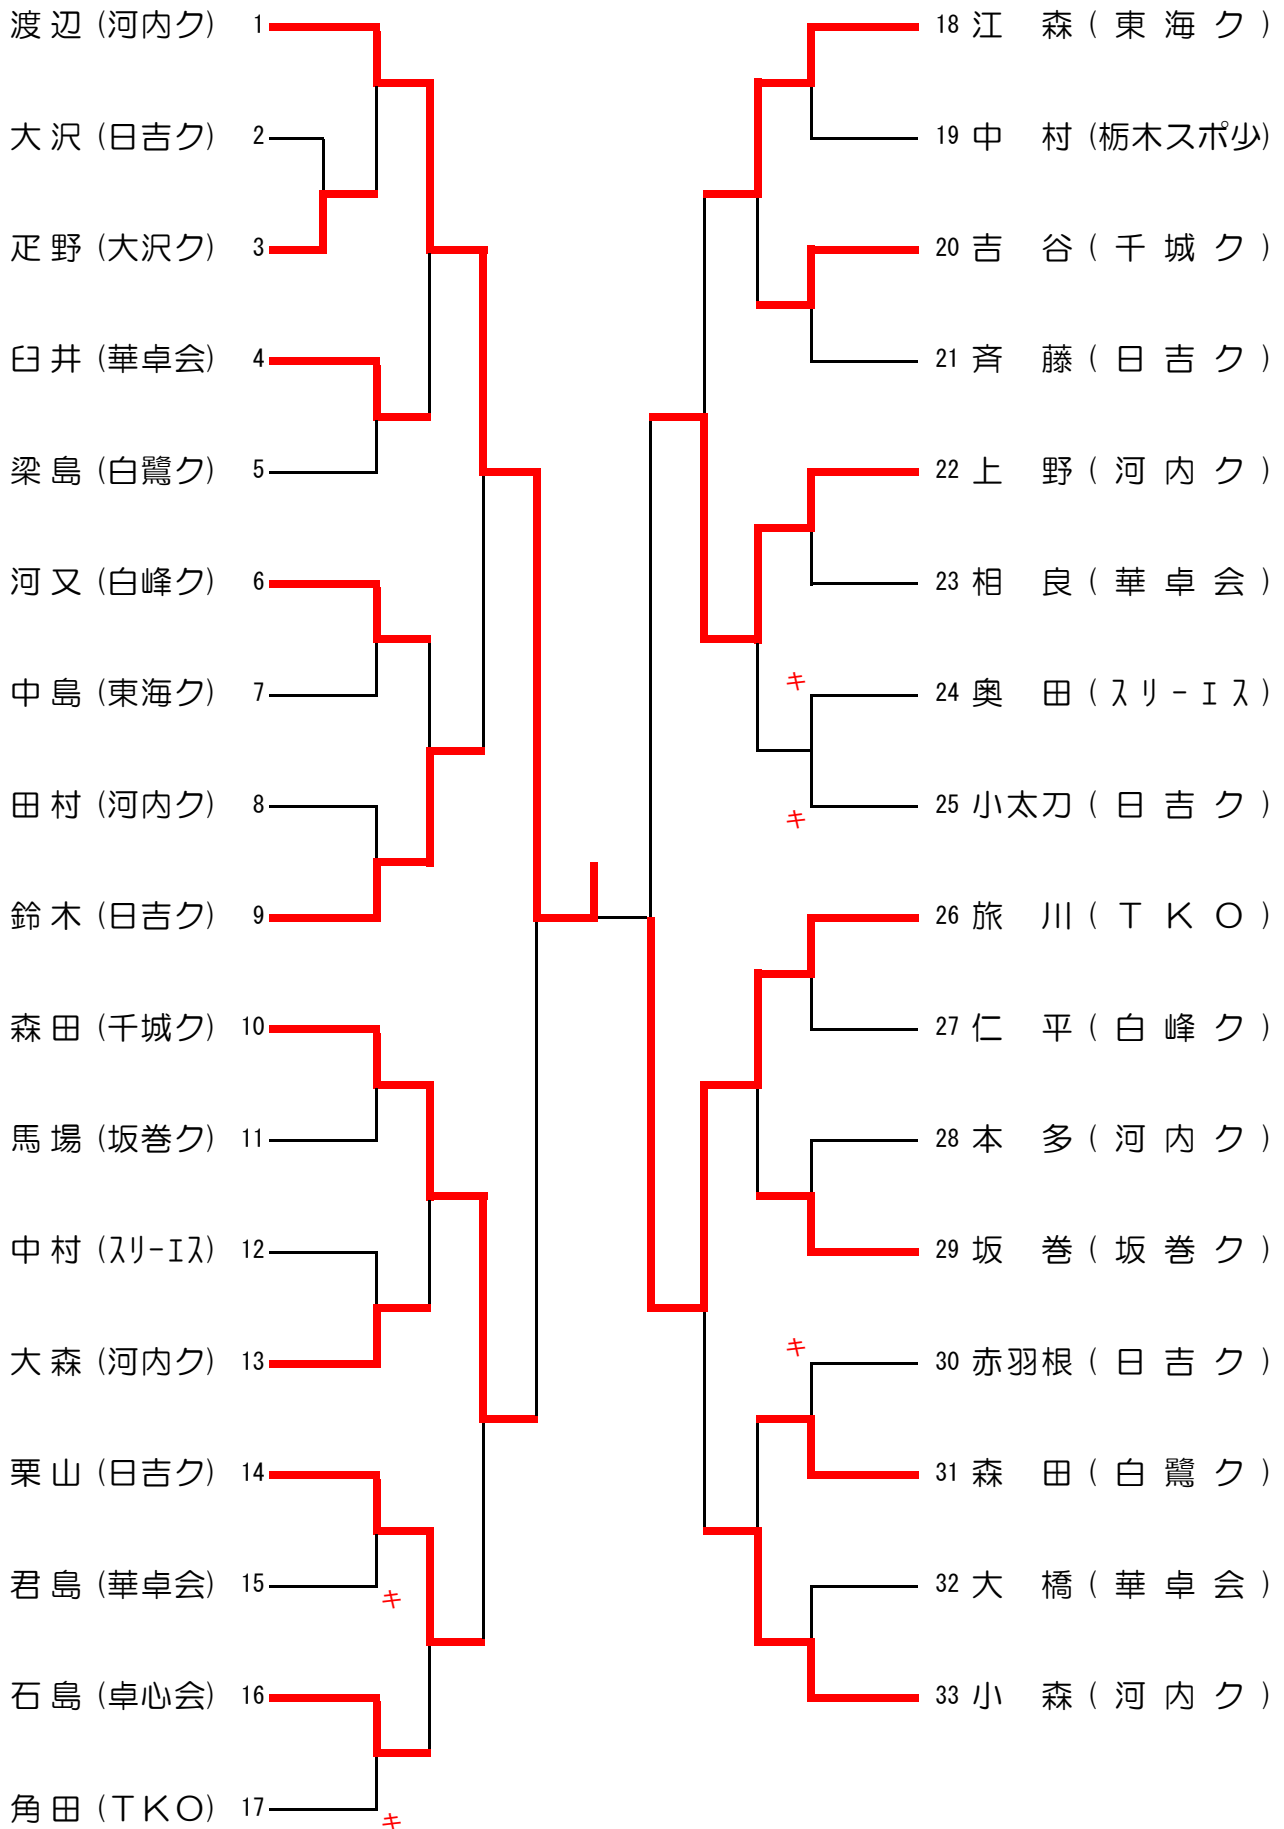 渡辺 (河内ク) 1
大沢 (日吉ク) 2
疋野 (大沢ク) 3
臼井 (華卓会) 4
梁島 (白鷺ク) 5
河又 (白峰ク) 6
中島 (東海ク) 7
田村 (河内ク) 8
鈴木 (日吉ク) 9
森田 (千城ク) 10
馬場 (坂巻ク) 11
中村 (ｽﾘｰｴｽ) 12
大森 (河内ク) 13
栗山 (日吉ク) 14
君島 (華卓会) 15
キ
石島 (卓心会) 16
角田 (TKO) 17
キ
18 江 森 ( 東 海 ク )
19 中 村 (栃木スポ少)
20 吉 谷 ( 千 城 ク )
21 斉 藤 ( 日 吉 ク )
22 上 野 ( 河 内 ク )
23 相 良 ( 華 卓 会 )
キ
24 奥 田 ( ｽ ﾘ ｰ ｴ ｽ )
25 小太刀 ( 日 吉 ク )
キ
26 旅 川 ( T K O )
27 仁 平 ( 白 峰 ク )
28 本 多 ( 河 内 ク )
29 坂 巻 ( 坂 巻 ク )
キ
30 赤羽根 ( 日 吉 ク )
31 森 田 ( 白 鷺 ク )
32 大 橋 ( 華 卓 会 )
33 小 森 ( 河 内 ク )